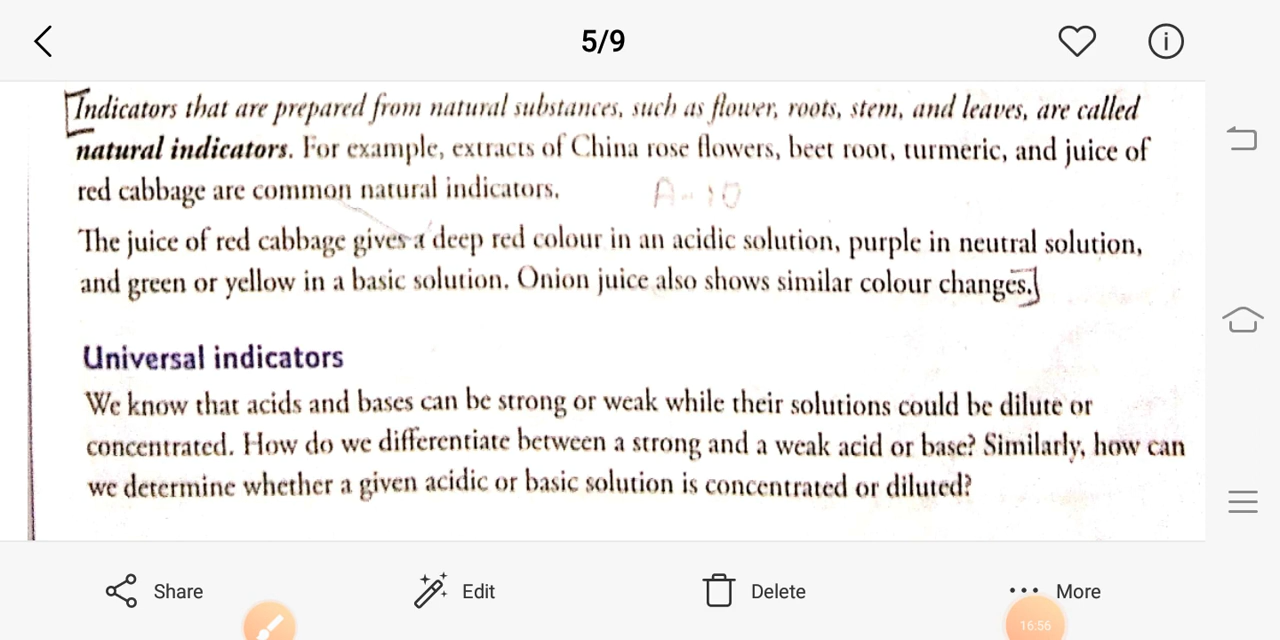 5/9
Indicators that are prepared from natural substances, such as flower, roots, stem, and leaves, are called
natural indicators. For example, extracts of China rose flowers, beet root, turmeric, and juice of
red cabbage are common natural indicators.
A-10
The juice of red cabbage gives a deep red colour in an acidic solution, purple in neutral solution,
and green or yellow in a basic solution. Onion juice also shows similar colour changes.
Universal indicators
We know that acids and bases can be strong or weak while their solutions could be dilute or
concentrated. How do we differentiate between a strong and a weak acid or base? Similarly, how can
we determine whether a given acidic or basic solution is concentrated or diluted?
Share Edit Delete More
16:56